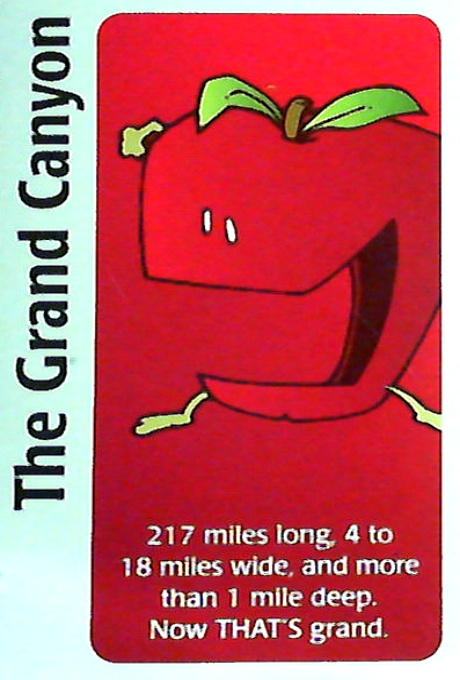 The Grand Canyon
217 miles long, 4 to
18 miles wide, and more
than 1 mile deep.
Now THAT'S grand.